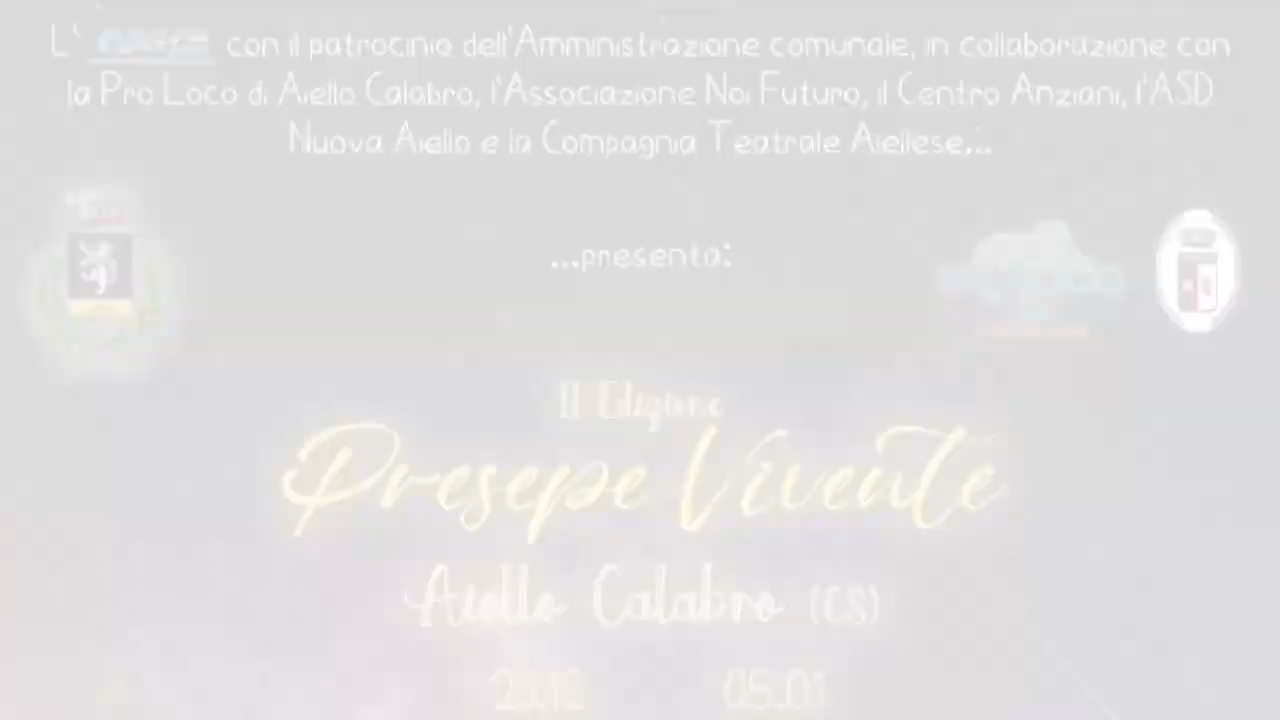 L' con il patrocinio dell'Amministrazione comunale, in collaborazione con
la Pro Loco di Aiello Calabro, l'Associazione Noi Futuro, il Centro Anziani, l'ASD
Nuova Aiello e la Compagnia Teatrale Aiellese,..
...presenta:
II Edizione
Presepe Vivente
Aiello Calabro (CS)
05.01